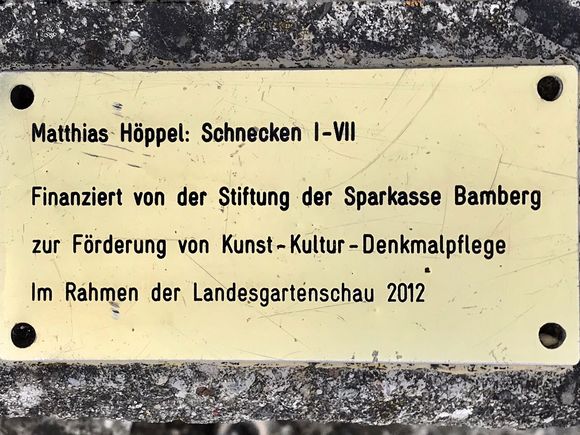 Matthias Höppel: Schnecken I-VII
Finanziert von der Stiftung der Sparkasse Bamberg
zur Förderung von Kunst-Kultur-Denkmalpflege
Im Rahmen der Landesgartenschau 2012